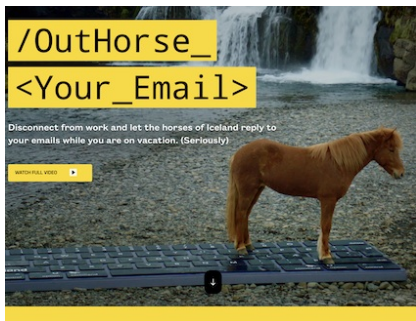 /OutHorse_
<Your_Email>
Disconnect from work and let the horses of Iceland reply to
your emails while you are on vacation. (Seriously)
WATCH FULL VIDEO